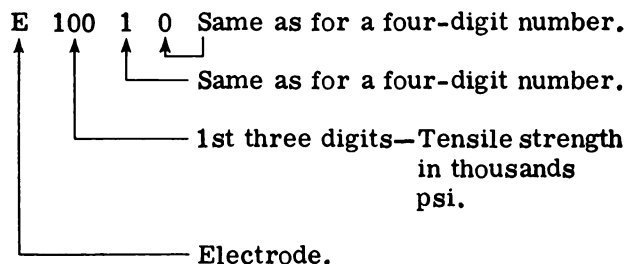 E 100 1 0 Same as for a four-digit number.
Same as for a four-digit number.
1st three digits—Tensile strength
in thousands
psi.
Electrode.